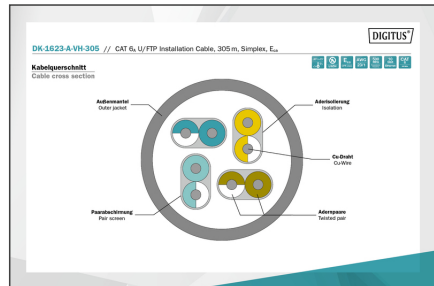 DIGITUS®
DK-1623-A-VH-305 // CAT 6A U/FTP Installation Cable, 305 m, Simplex, Eca
Kabelquerschnitt
Cable cross section
Außenmantel
Outer jacket
Aderisolierung
Isolation
Cu-Draht
Cu-Wire
Paarabschirmung
Pair screen
Adernpaare
Twisted pair